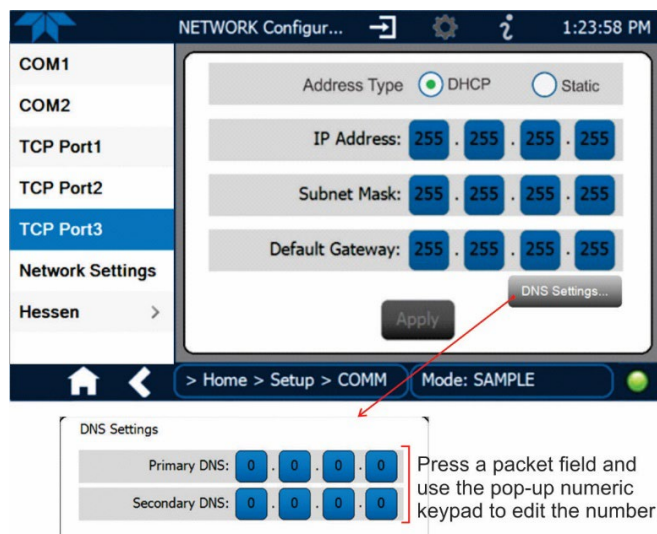 NETWORK Configur... 1:23:58 PM
COM1
COM2
TCP Port1
TCP Port2
TCP Port3
Network Settings
Hessen >
Address Type DHCP Static
IP Address: 255 . 255 . 255 . 255
Subnet Mask: 255 . 255 . 255 . 255
Default Gateway: 255 . 255 . 255 . 255
DNS Settings...
Apply
> Home > Setup > COMM Mode: SAMPLE
DNS Settings
Primary DNS: 0 . 0 . 0 . 0
Secondary DNS: 0 . 0 . 0 . 0
Press a packet field and
use the pop-up numeric
keypad to edit the number